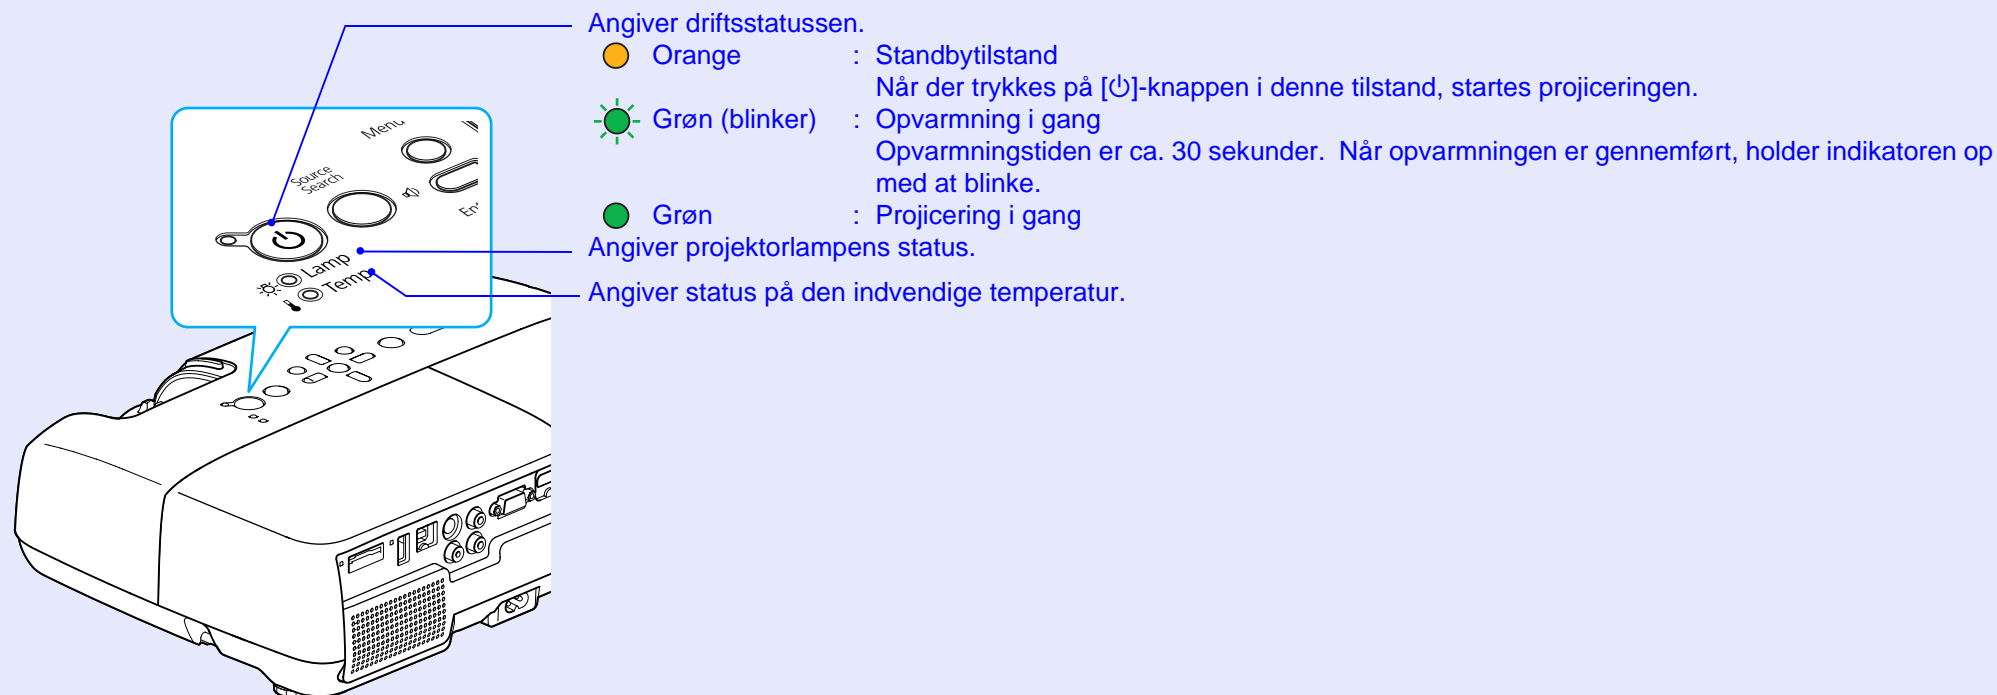 Angiver driftsstatussen.
Orange : Standbytilstand
Når der trykkes på [⏻]-knappen i denne tilstand, startes projiceringen.
Grøn (blinker) : Opvarmning i gang
Opvarmningstiden er ca. 30 sekunder. Når opvarmningen er gennemført, holder indikatoren op
med at blinke.
Grøn : Projicering i gang
Angiver projektorlampens status.
Angiver status på den indvendige temperatur.
Menu
Source
Search
Lamp
Temp